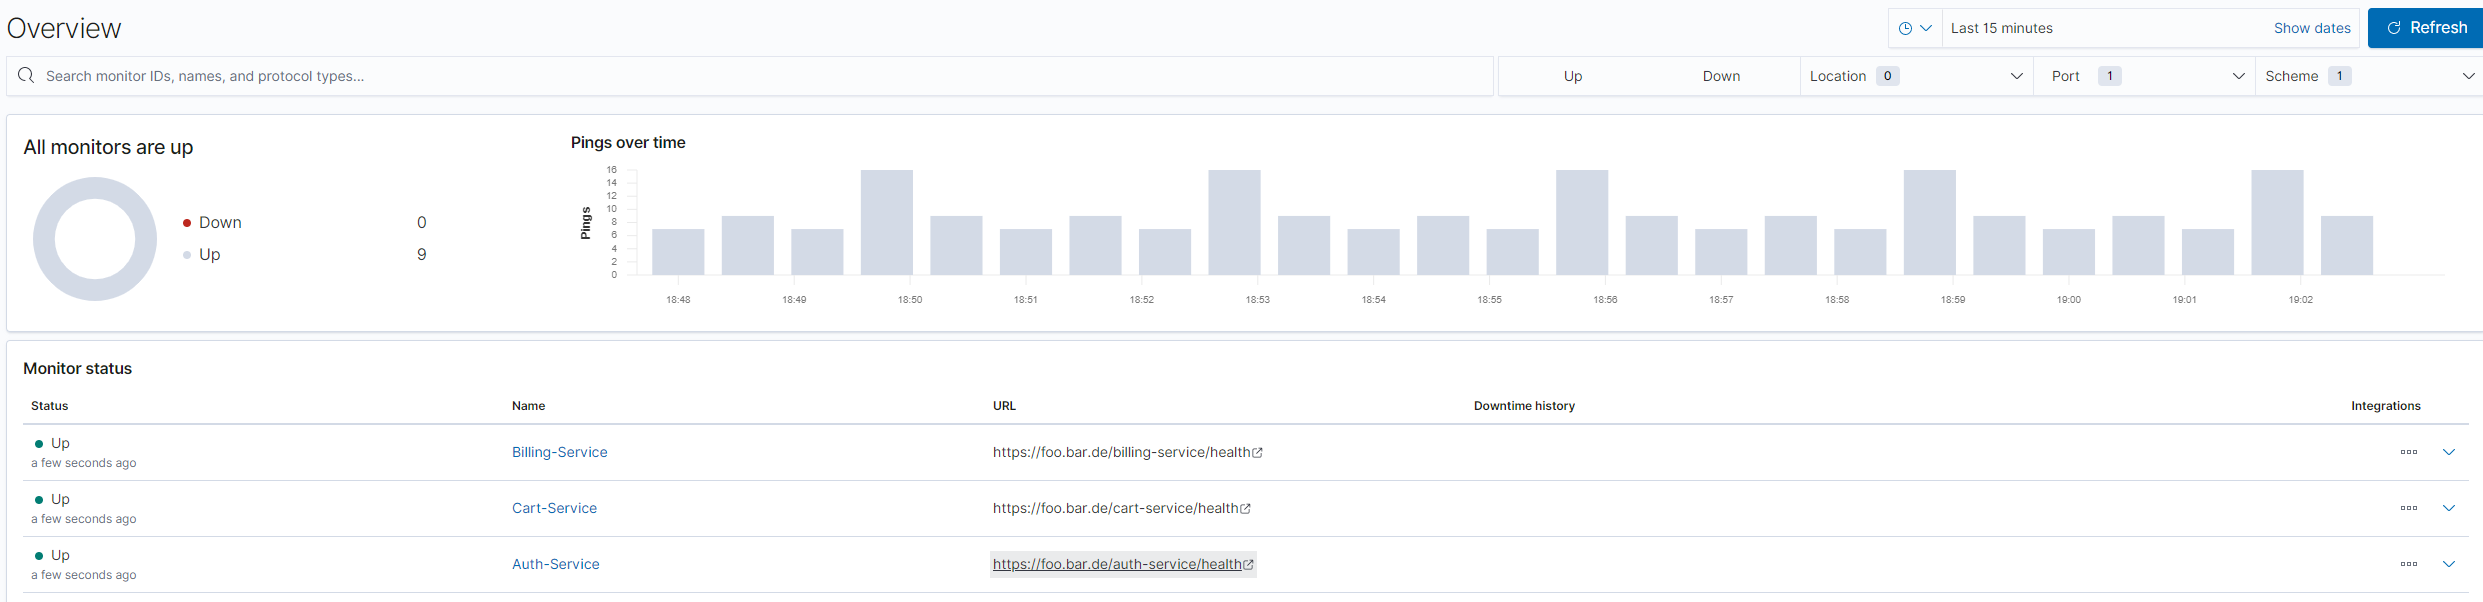 Overview
Last 15 minutes Show dates Refresh
Search monitor IDs, names, and protocol types... Up Down Location 0 Port 1 Scheme 1
All monitors are up
Down 0
Up 9
Pings over time
Pings
16
14
12
10
8
6
4
2
0
18:48 18:49 18:50 18:51 18:52 18:53 18:54 18:55 18:56 18:57 18:58 18:59 19:00 19:01 19:02
Monitor status
Status Name URL Downtime history Integrations
Up
a few seconds ago
Billing-Service https://foo.bar.de/billing-service/health
Up
a few seconds ago
Cart-Service https://foo.bar.de/cart-service/health
Up
a few seconds ago
Auth-Service https://foo.bar.de/auth-service/health